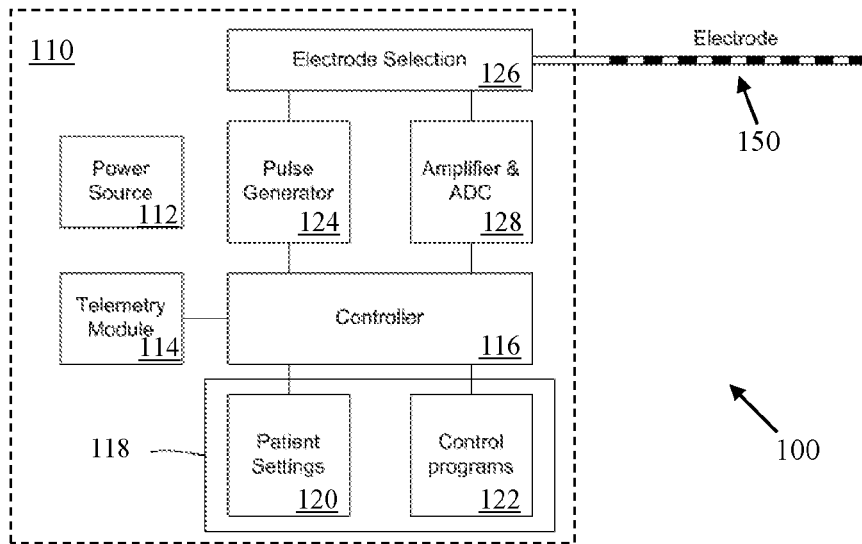 110
Electrode Selection
126
Electrode
150
Power
Source
112
Pulse
Generator
124
Amplifier &
ADC
128
Telemetry
Module
114
Controller
116
118
Patient
Settings
120
Control
programs
122
100